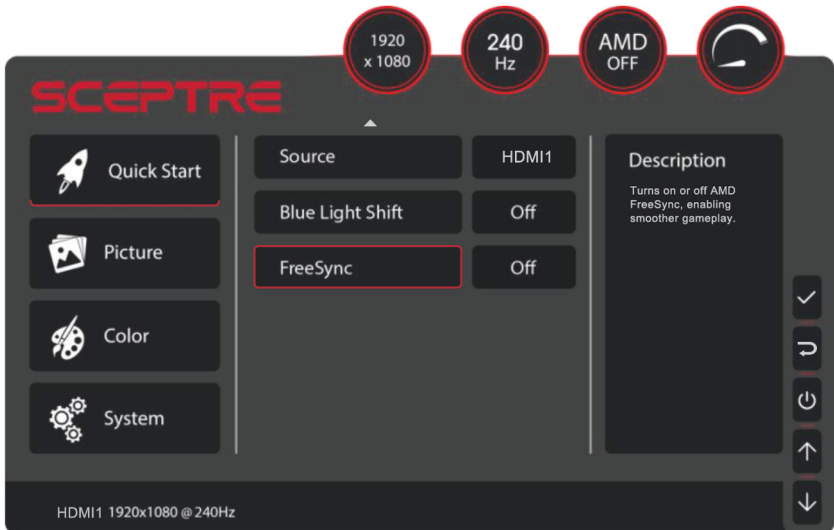 1920
x 1080
240
Hz
AMD
OFF
SCEPTRE
Quick Start
Picture
Color
System
Source
HDMI1
Blue Light Shift
Off
FreeSync
Off
Description
Turns on or off AMD
FreeSync, enabling
smoother gameplay.
HDMI1 1920x1080 @ 240Hz